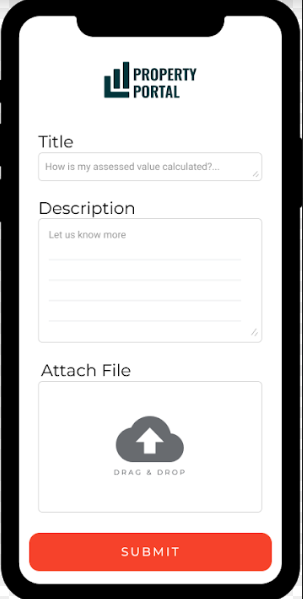 PROPERTY
PORTAL
Title
How is my assessed value calculated?...
Description
Let us know more
Attach File
DRAG & DROP
SUBMIT